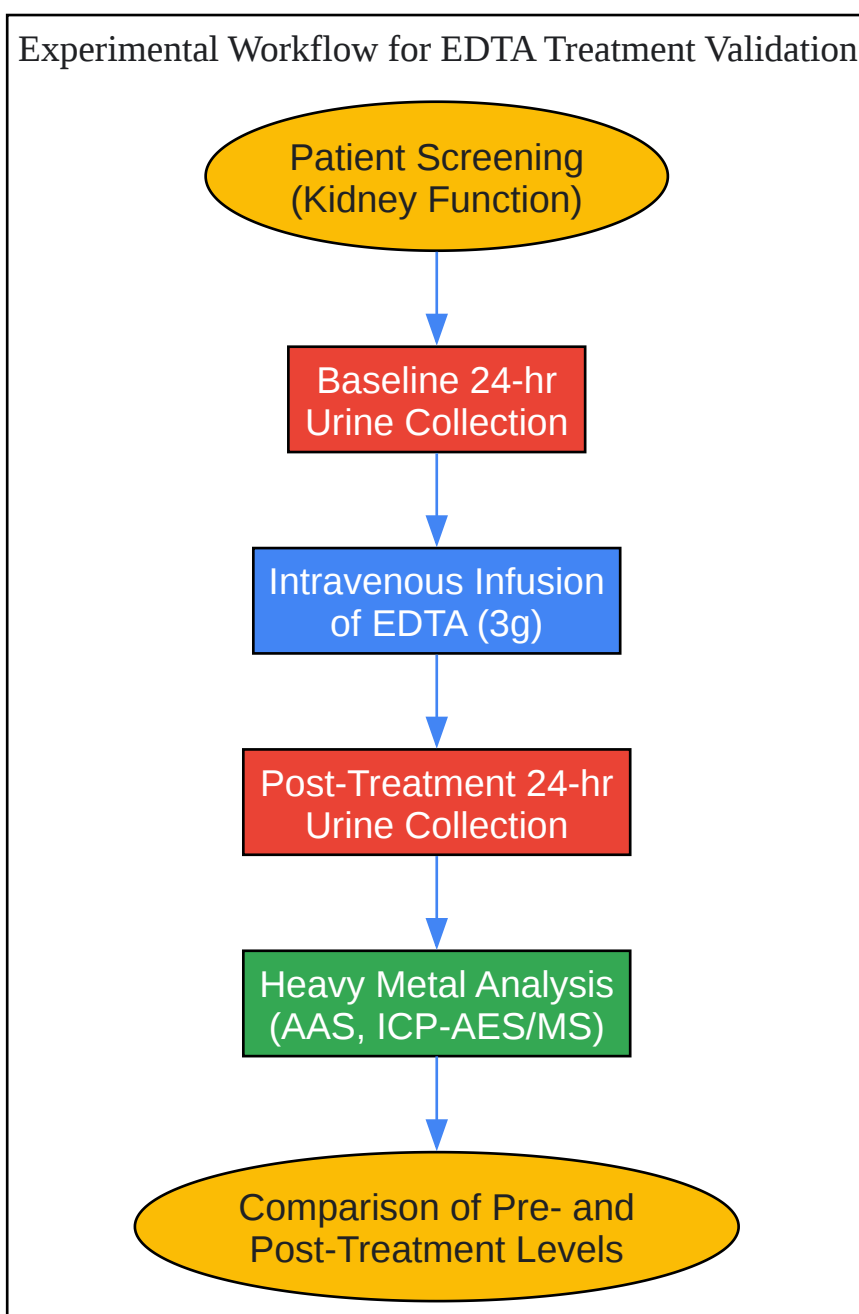 Experimental Workflow for EDTA Treatment Validation
Patient Screening
(Kidney Function)
Baseline 24-hr
Urine Collection
Intravenous Infusion
of EDTA (3g)
Post-Treatment 24-hr
Urine Collection
Heavy Metal Analysis
(AAS, ICP-AES/MS)
Comparison of Pre- and
Post-Treatment Levels